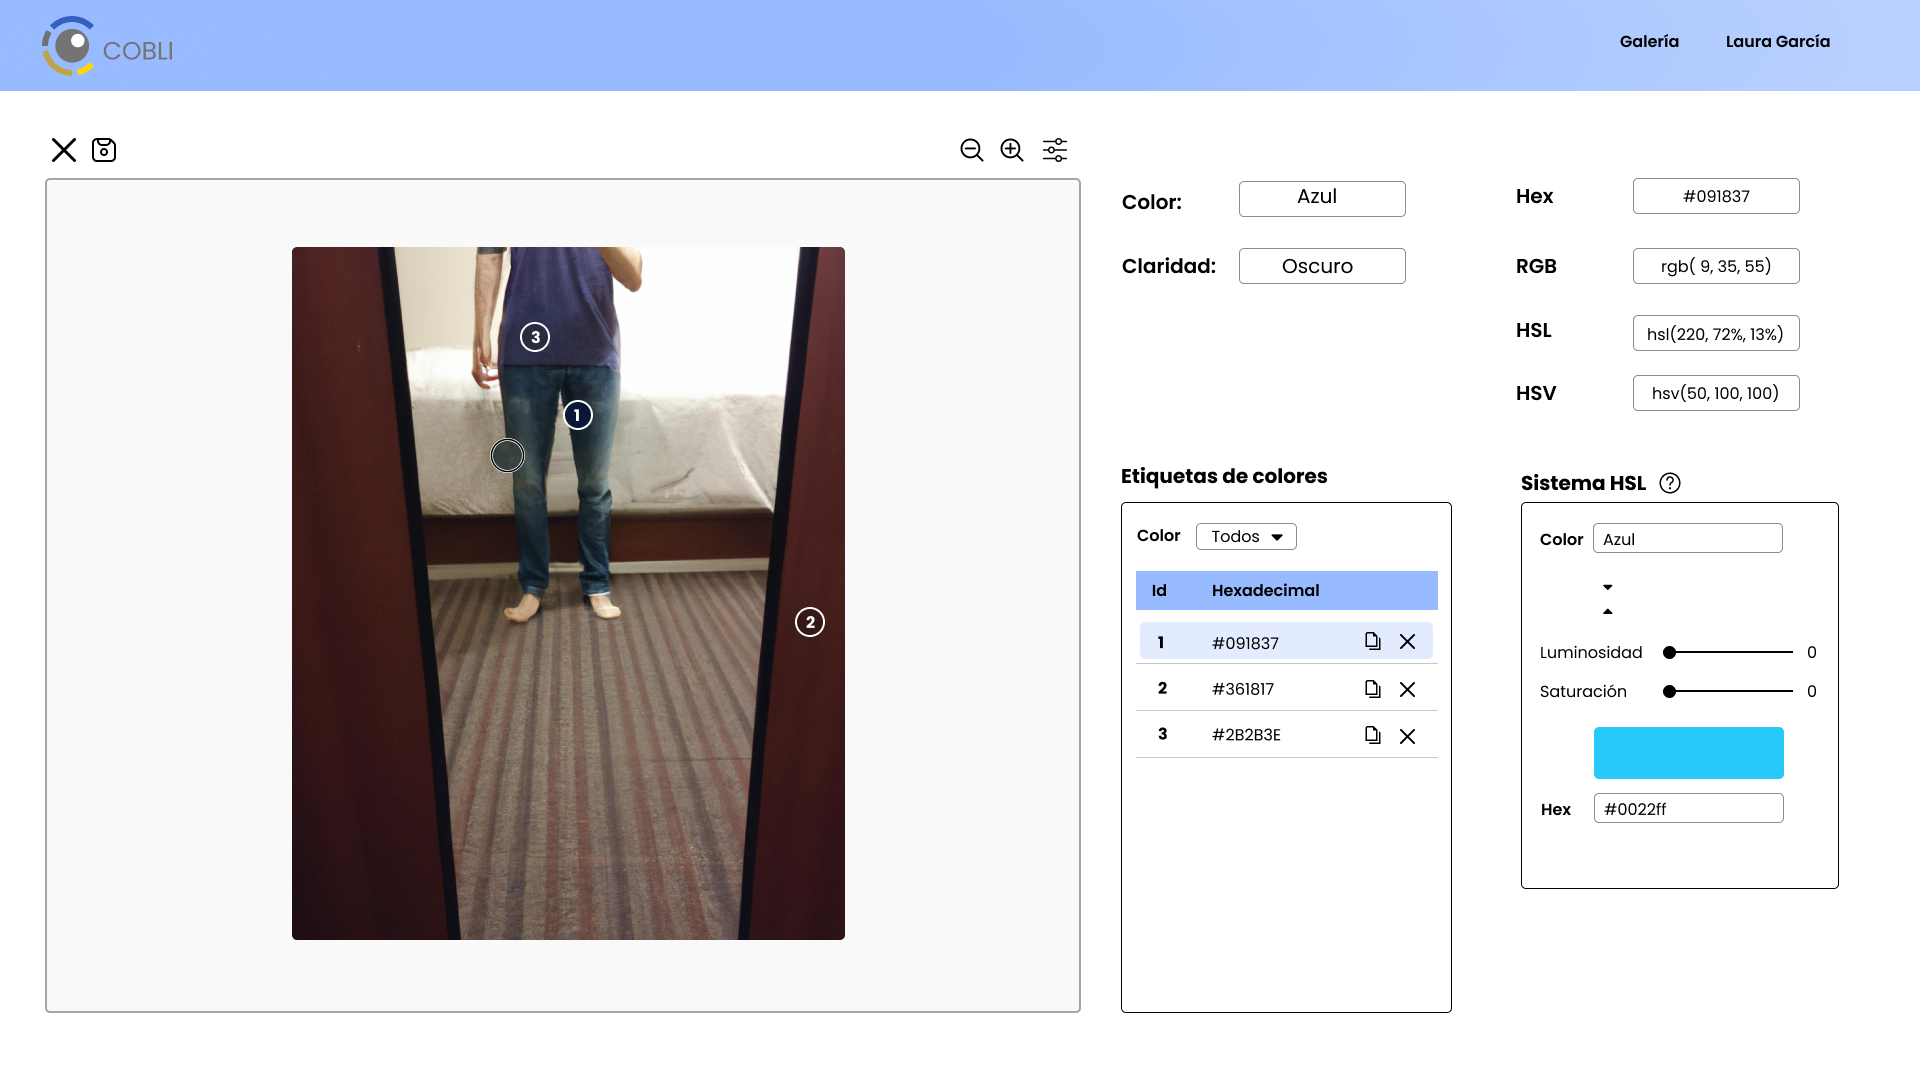 COBLI
Galería
Laura García
Color:
Azul
Claridad:
Oscuro
Hex
#091837
RGB
rgb( 9, 35, 55)
HSL
hsl(220, 72%, 13%)
HSV
hsv(50, 100, 100)
3
1
2
Etiquetas de colores
Color
Todos
Id Hexadecimal
1 #091837
2 #361817
3 #2B2B3E
Sistema HSL ?
Color
Azul
Luminosidad 0
Saturación 0
Hex
#0022ff